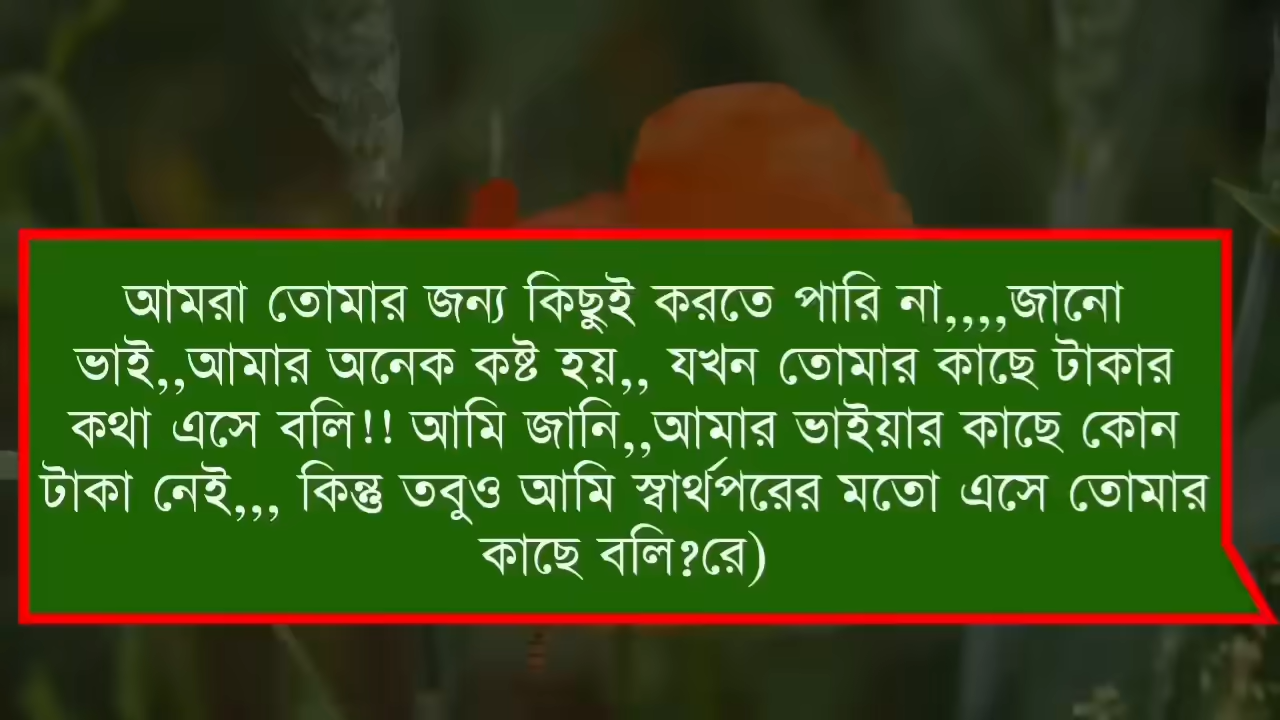 আমরা তোমার জন্য কিছুই করতে পারি না,,,,জানো
ভাই,,আমার অনেক কষ্ট হয়,, যখন তোমার কাছে টাকার
কথা এসে বলি!! আমি জানি,,আমার ভাইয়ার কাছে কোন
টাকা নেই,,, কিন্তু তবুও আমি স্বার্থপরের মতো এসে তোমার
কাছে বলি?রে)